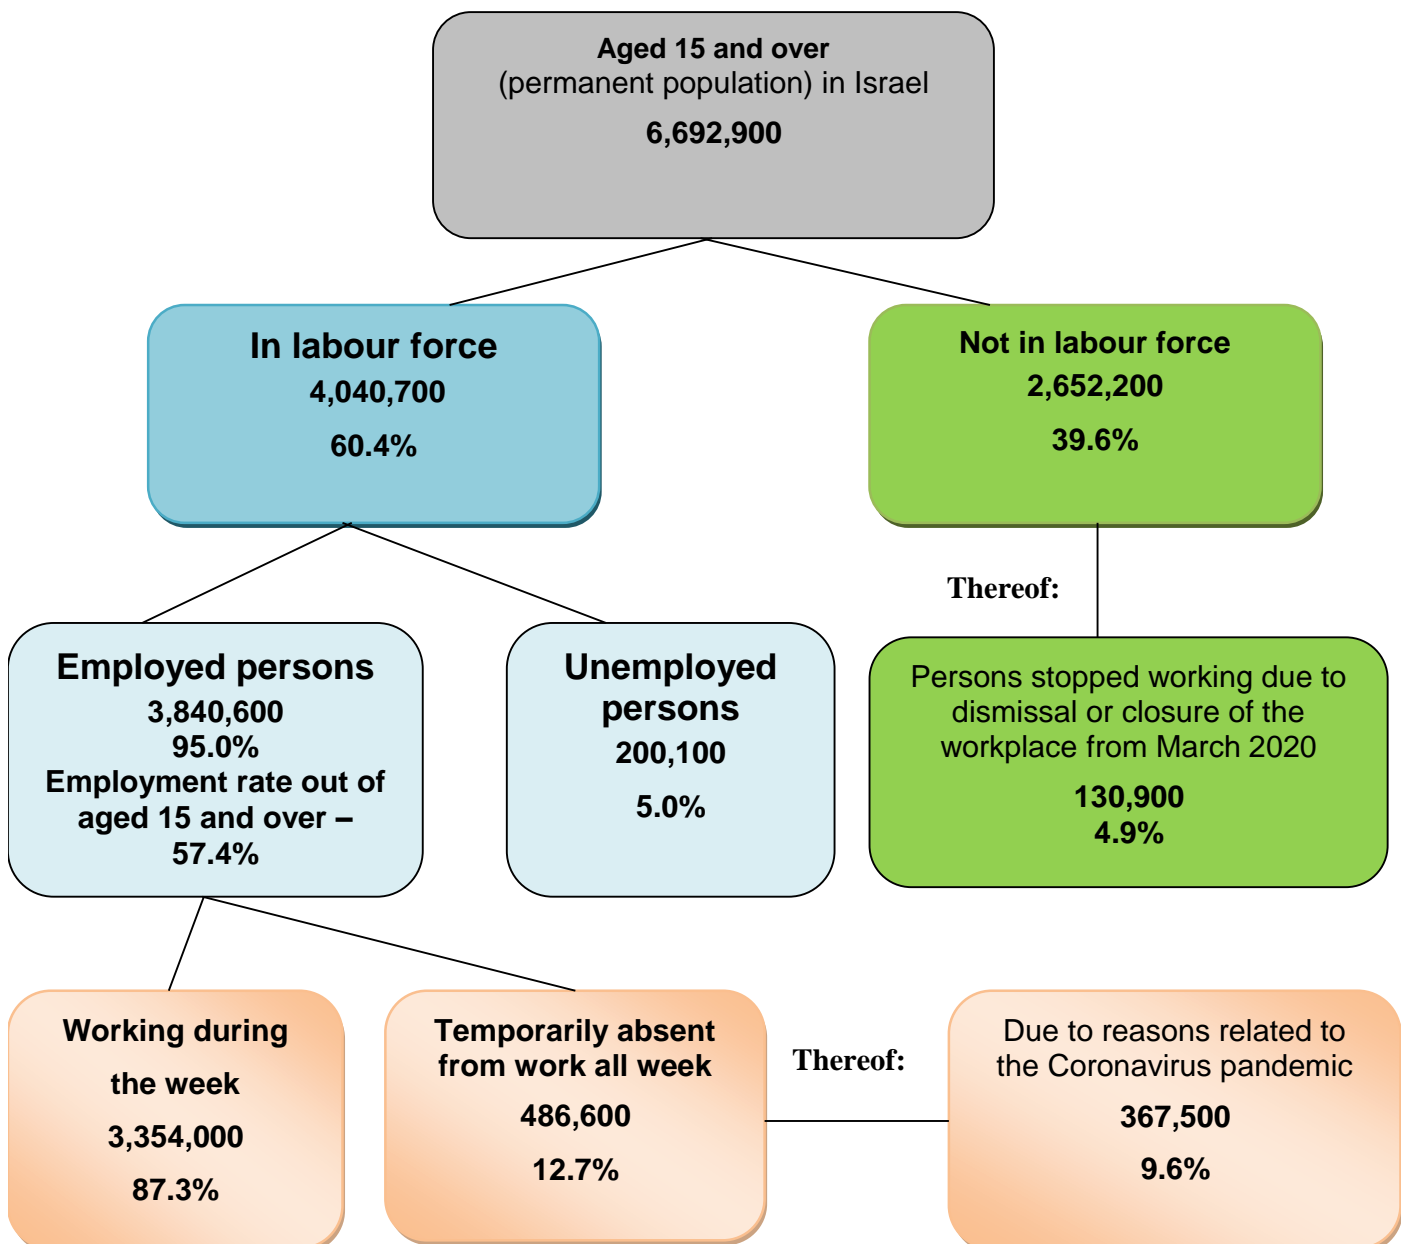 Aged 15 and over
(permanent population) in Israel
6,692,900
In labour force
4,040,700
60.4%
Not in labour force
2,652,200
39.6%
Thereof:
Employed persons
3,840,600
95.0%
Employment rate out of
aged 15 and over –
57.4%
Unemployed
persons
200,100
5.0%
Persons stopped working due to
dismissal or closure of the
workplace from March 2020
130,900
4.9%
Working during
the week
3,354,000
87.3%
Temporarily absent
from work all week
486,600
12.7%
Thereof:
Due to reasons related to
the Coronavirus pandemic
367,500
9.6%